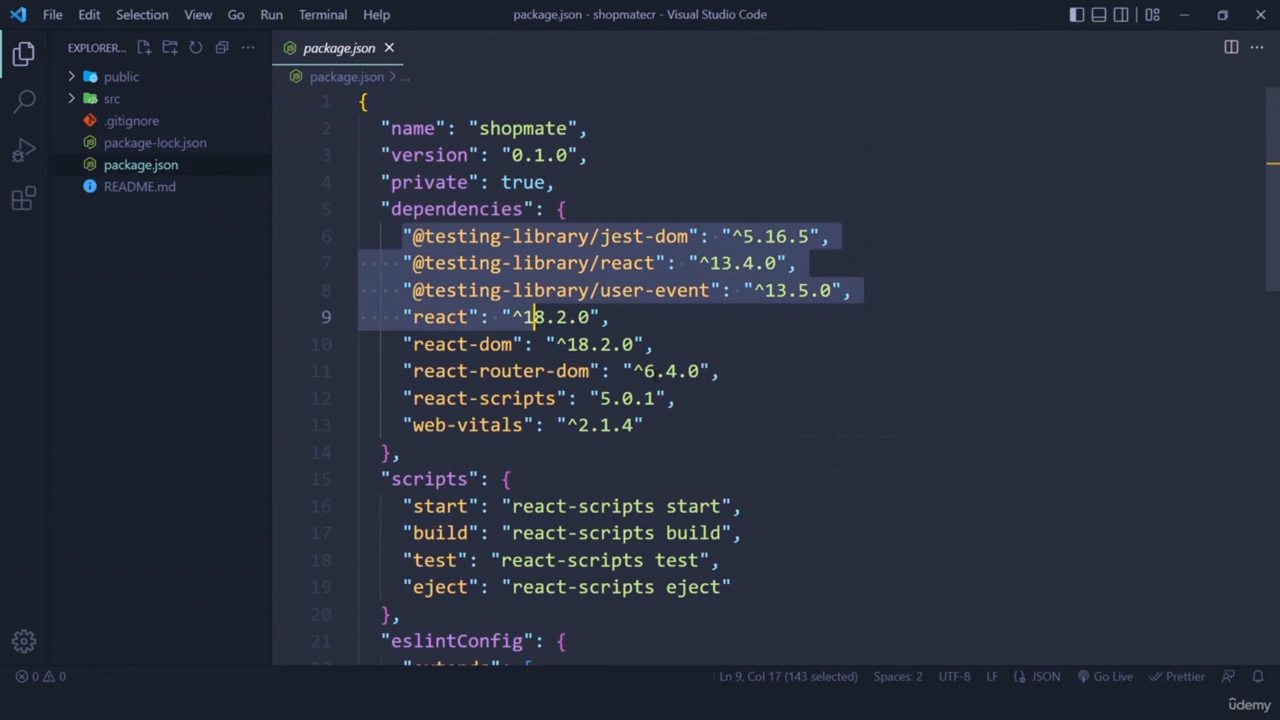 File Edit Selection View Go Run Terminal Help package.json - shopmatecr - Visual Studio Code
EXPLORER...
package.json
package.json > ...
public
src
.gitignore
package-lock.json
package.json
README.md
1 {
2 "name": "shopmate",
3 "version": "0.1.0",
4 "private": true,
5 "dependencies": {
6 "@testing-library/jest-dom": "^5.16.5",
7 "@testing-library/react": "^13.4.0",
8 "@testing-library/user-event": "^13.5.0",
9 "react": "^18.2.0",
10 "react-dom": "^18.2.0",
11 "react-router-dom": "^6.4.0",
12 "react-scripts": "5.0.1",
13 "web-vitals": "^2.1.4"
14 },
15 "scripts": {
16 "start": "react-scripts start",
17 "build": "react-scripts build",
18 "test": "react-scripts test",
19 "eject": "react-scripts eject"
20 },
21 "eslintConfig": {
0 0 Ln 9, Col 17 (143 selected) Spaces: 2 UTF-8 LF JSON Go Live Prettier
ûdemy